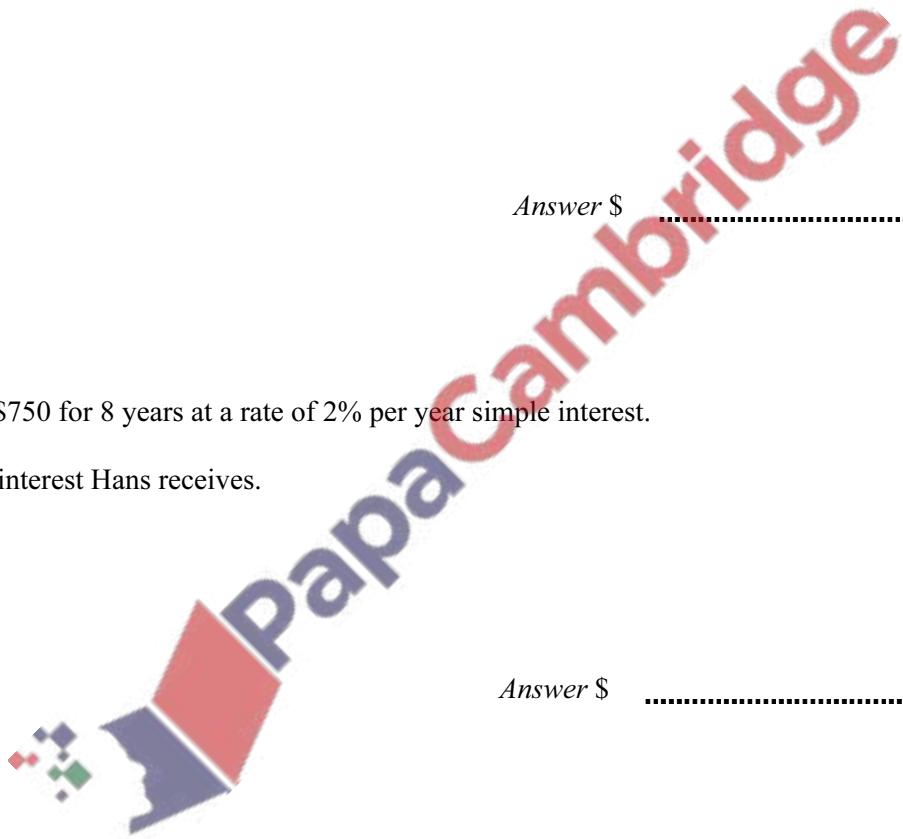 Answer $ ................................
$750 for 8 years at a rate of 2% per year simple interest.
interest Hans receives.
Answer $ ................................
PapaCambridge